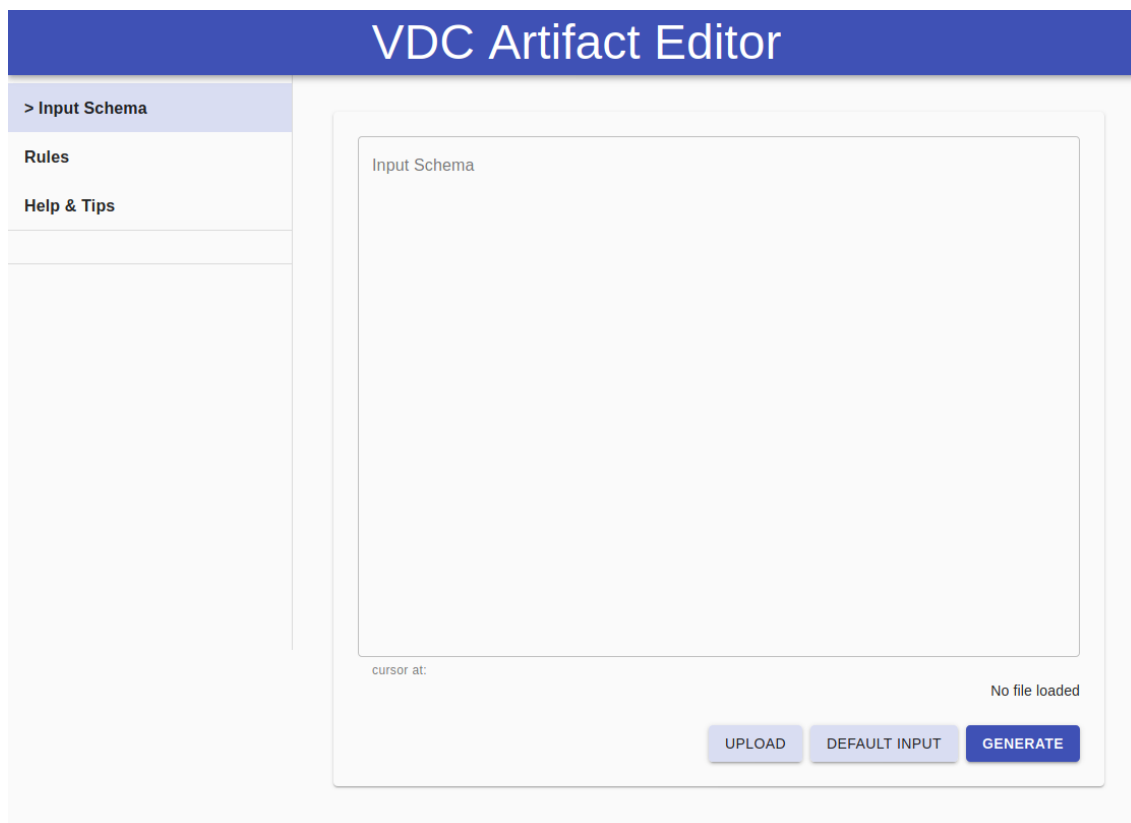 VDC Artifact Editor
> Input Schema
Rules
Help & Tips
Input Schema
cursor at:
No file loaded
UPLOAD
DEFAULT INPUT
GENERATE